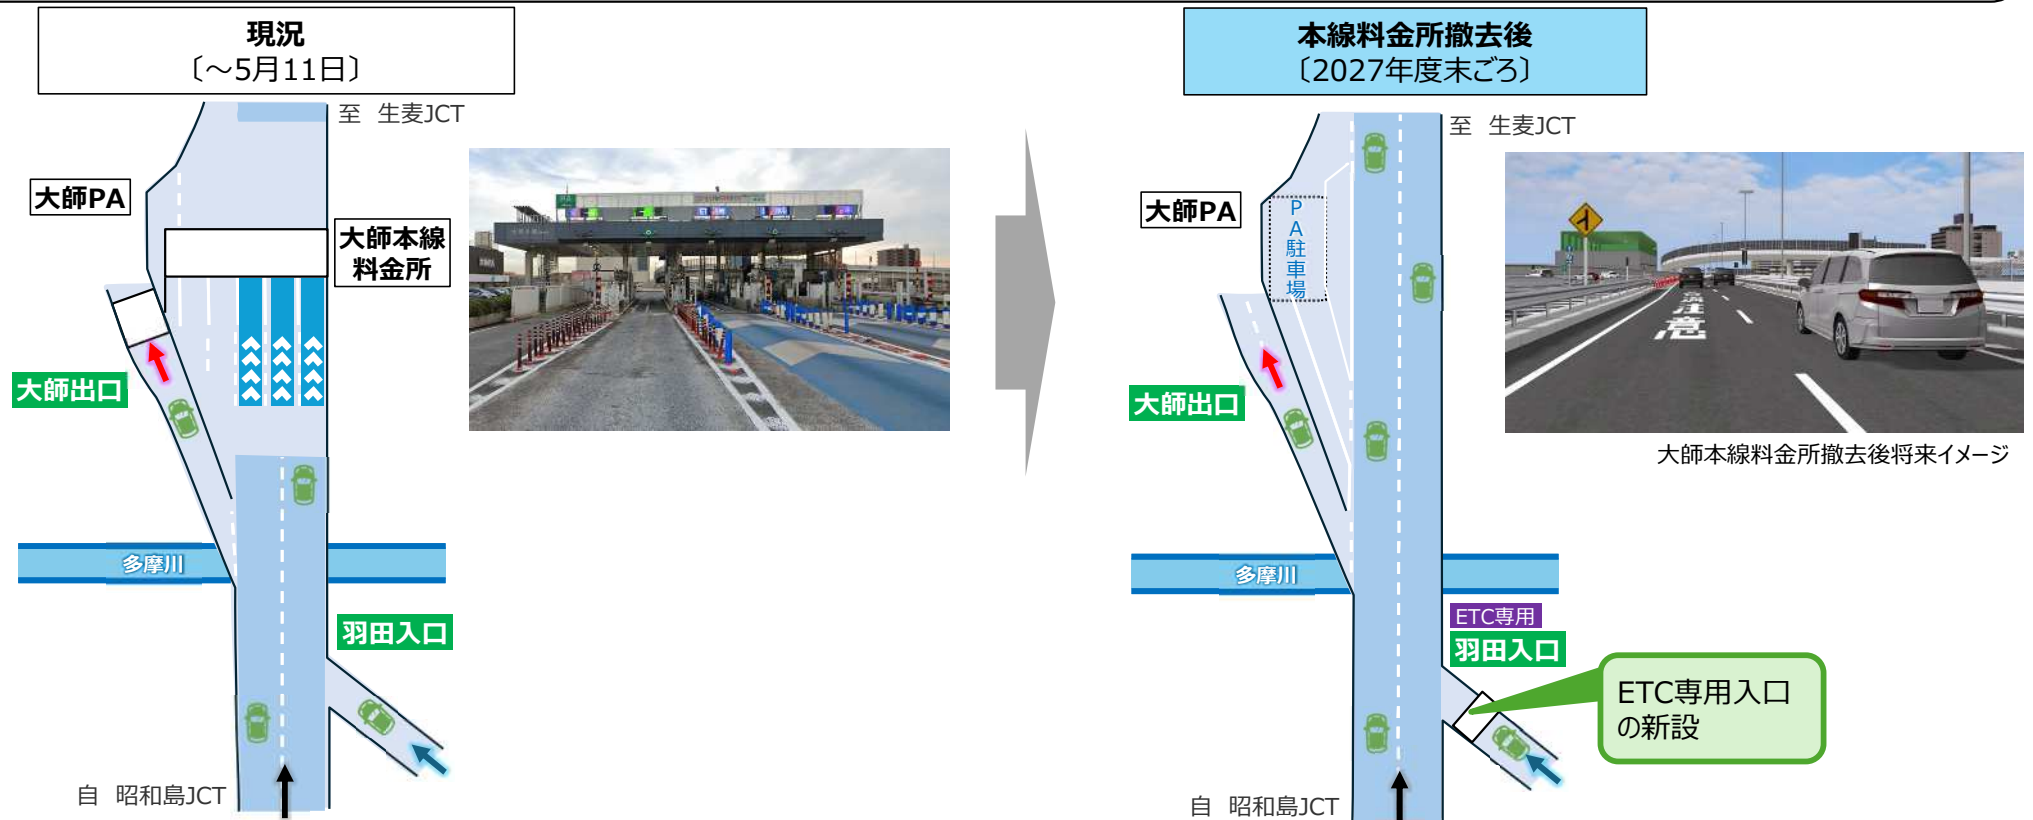 現況
〔～5月11日〕
至 生麦JCT
大師PA
大師本線
料金所
大師出口
多摩川
羽田入口
自 昭和島JCT
本線料金所撤去後
〔2027年度末ごろ〕
至 生麦JCT
大師PA
PA駐車場
大師出口
多摩川
ETC専用
羽田入口
ETC専用入口
の新設
自 昭和島JCT
注意
大師本線料金所撤去後将来イメージ